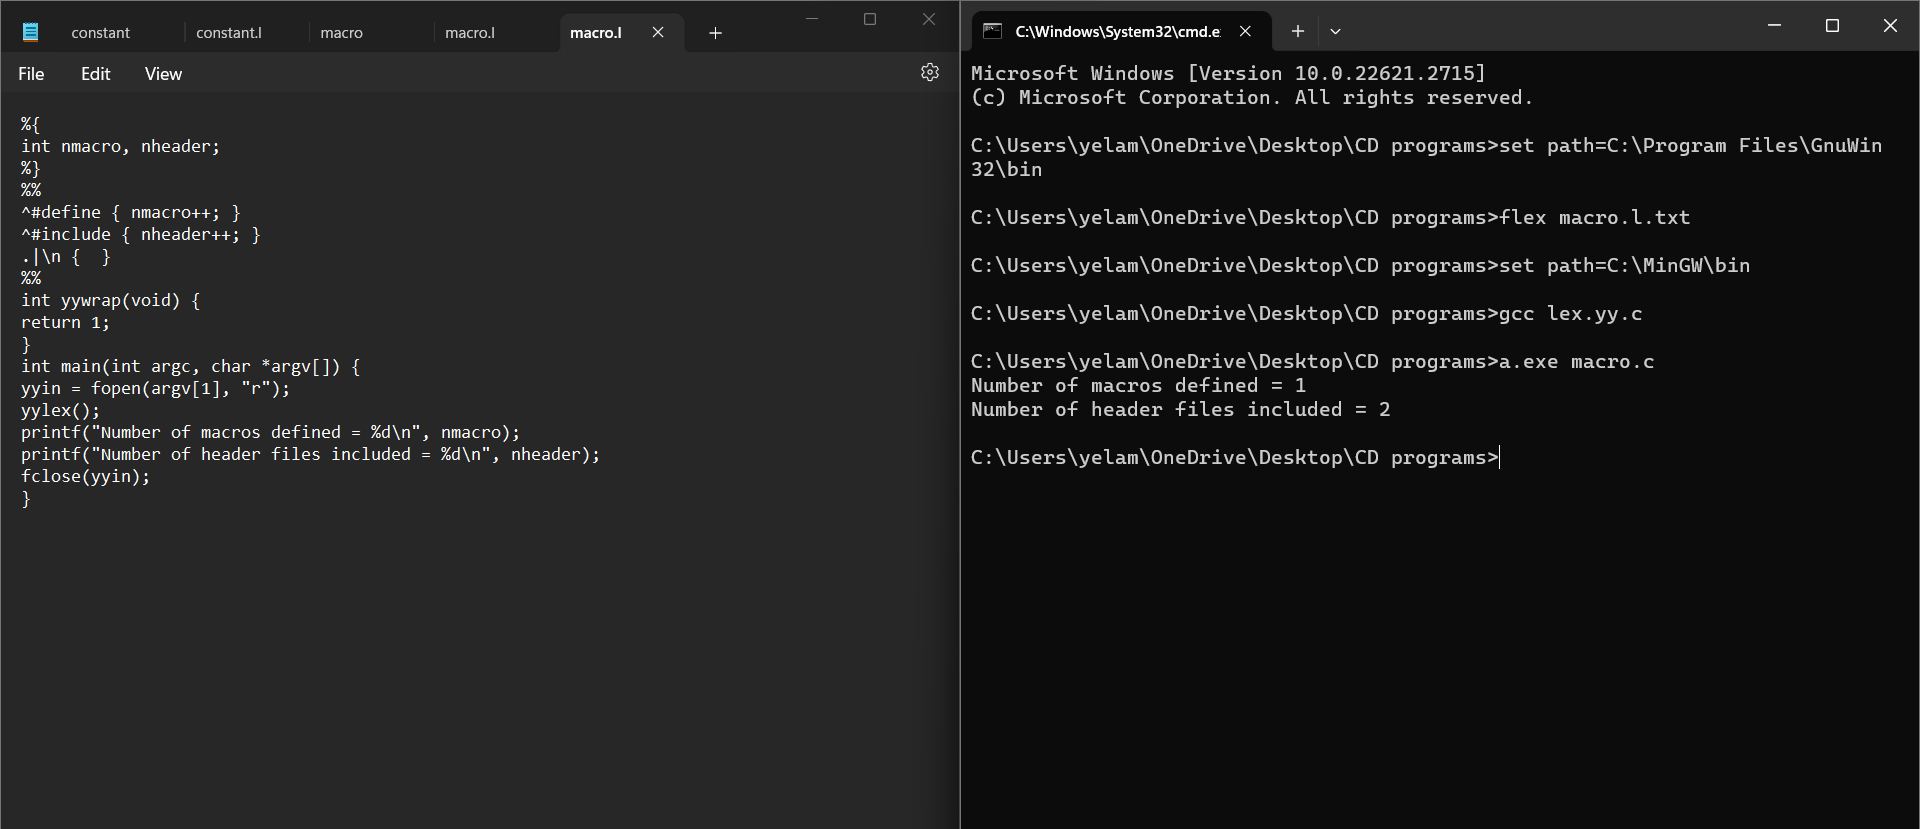 constant constant.l macro macro.l macro.l
File Edit View
%{
int nmacro, nheader;
%}
%%
^#define { nmacro++; }
^#include { nheader++; }
.|\n {  }
%%
int yywrap(void) {
return 1;
}
int main(int argc, char *argv[]) {
yyin = fopen(argv[1], "r");
yylex();
printf("Number of macros defined = %d\n", nmacro);
printf("Number of header files included = %d\n", nheader);
fclose(yyin);
}
C:\Windows\System32\cmd.e
Microsoft Windows [Version 10.0.22621.2715]
(c) Microsoft Corporation. All rights reserved.
C:\Users\yelam\OneDrive\Desktop\CD programs>set path=C:\Program Files\GnuWin
32\bin
C:\Users\yelam\OneDrive\Desktop\CD programs>flex macro.l.txt
C:\Users\yelam\OneDrive\Desktop\CD programs>set path=C:\MinGW\bin
C:\Users\yelam\OneDrive\Desktop\CD programs>gcc lex.yy.c
C:\Users\yelam\OneDrive\Desktop\CD programs>a.exe macro.c
Number of macros defined = 1
Number of header files included = 2
C:\Users\yelam\OneDrive\Desktop\CD programs>